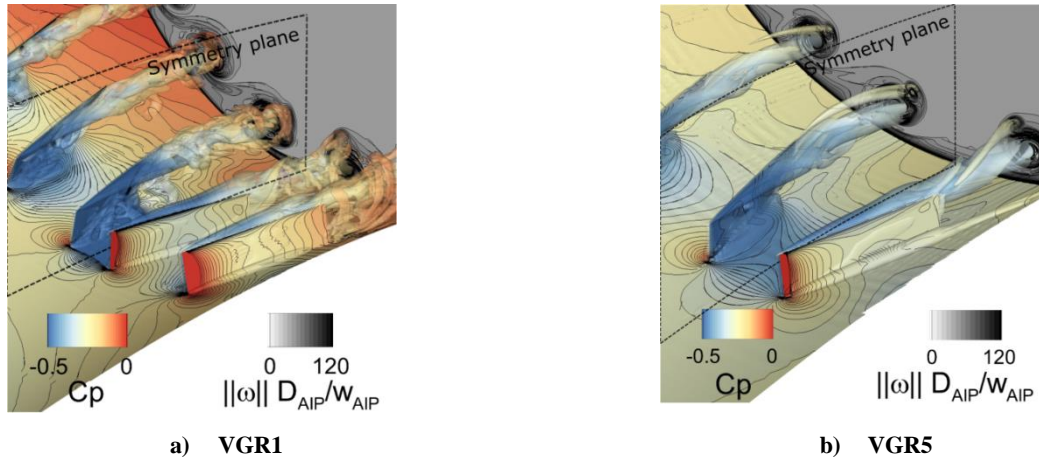 Symmetry plane
Symmetry plane
-0.5 0
Cp
0 120
||ω|| D_AIP/w_AIP
-0.5 0
Cp
0 120
||ω|| D_AIP/w_AIP
a) VGR1
b) VGR5